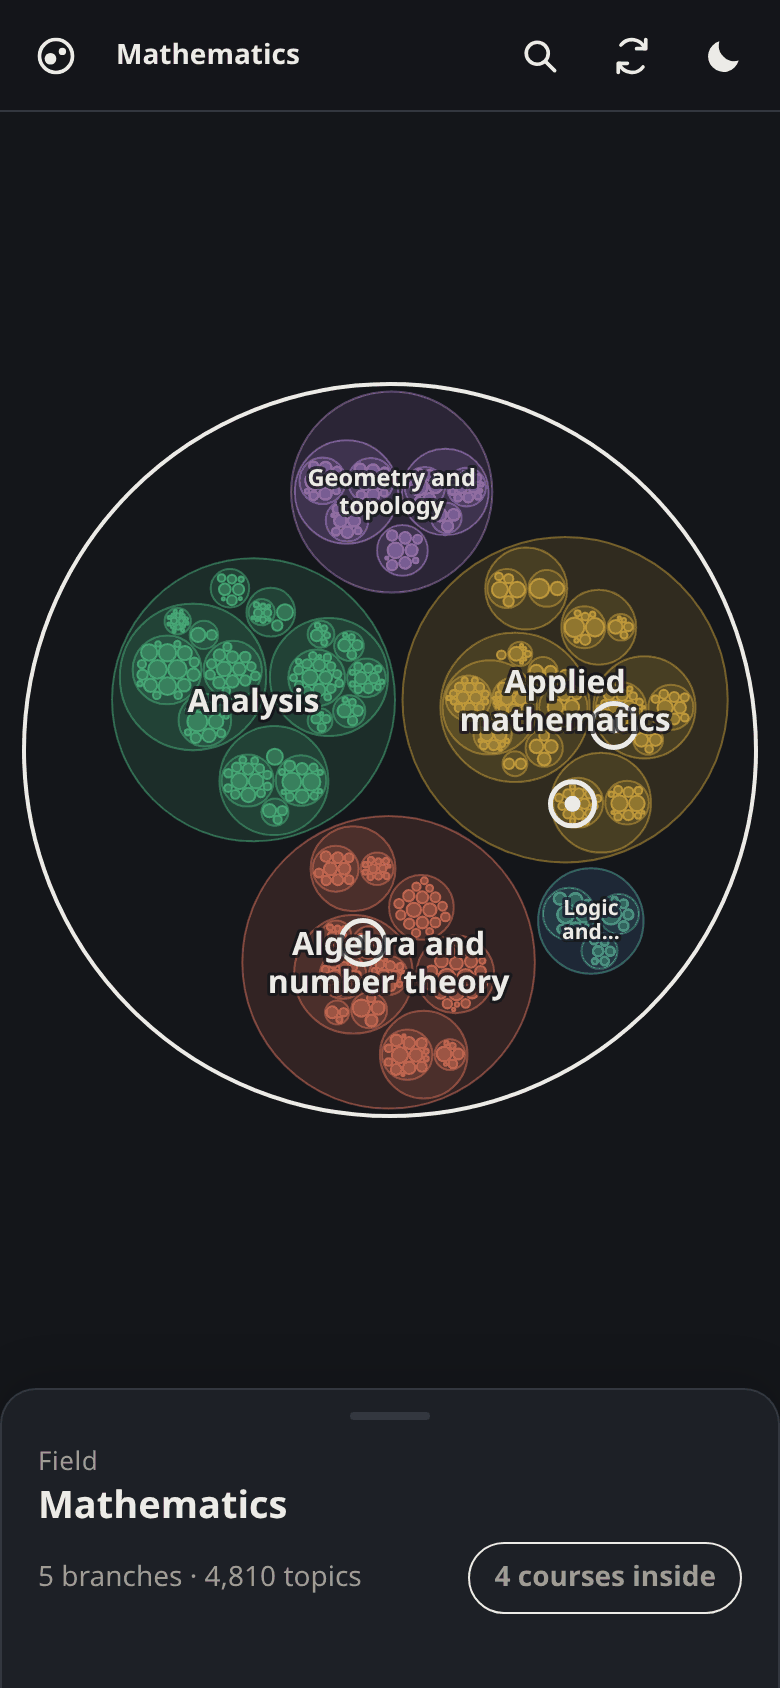 Mathematics
Geometry and
topology
Analysis
Applied
mathematics
Logic
and...
Algebra and
number theory
Field
Mathematics
5 branches · 4,810 topics
4 courses inside